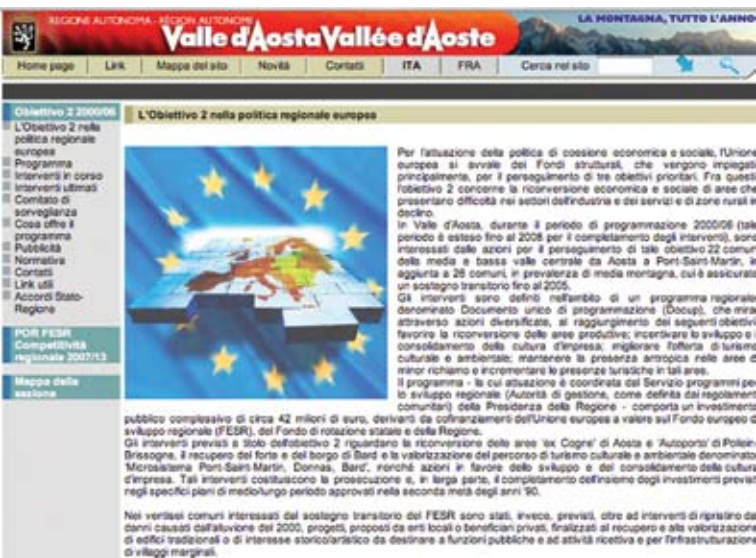 REGIONE AUTONOMA - RÉGION AUTONOME
Valle d'Aosta Vallée d'Aoste
LA MONTAGNA, TUTTO L'ANNO
Home page | Link | Mappa del sito | Novità | Contatti | ITA | FRA | Cerca nel sito
Obiettivo 2 2000/06
L'Obiettivo 2 nella
politica regionale
europea
Programma
Interventi in corso
Interventi ultimati
Comitato di
sorveglianza
Cosa offre il
programma
Pubblicità
Normativa
Contatti
Link utili
Accordi Stato-
Regione
POR FESR
Competitività
regionale 2007/13
Mappa della
sezione
L'Obiettivo 2 nella politica regionale europea
Per l'attuazione della politica di coesione economica e sociale, l'Unione
europea si avvale dei Fondi strutturali, che vengono impiegati
principalmente, per il perseguimento di tre obiettivi prioritari. Fra questi
l'obiettivo 2 concerne la riconversione economica e sociale di aree che
presentano difficoltà nei settori dell'industria e dei servizi e di zone rurali in
declino.
In Valle d'Aosta, durante il periodo di programmazione 2000/06 (tale
periodo è esteso fino al 2008 per il completamento degli interventi), sono
interessati dalle azioni per il perseguimento di tale obiettivo 22 comuni
della media e bassa valle centrale da Aosta a Pont-Saint-Martin, in
aggiunta a 26 comuni, in prevalenza di media montagna, cui è assicurato
un sostegno transitorio fino al 2005.
Gli interventi sono definiti nell'ambito di un programma regionale
denominato Documento unico di programmazione (Docup), che mira
attraverso azioni diversificate, al raggiungimento dei seguenti obiettivi
favorire la riconversione delle aree produttive; incentivare lo sviluppo e il
consolidamento della cultura d'impresa; migliorare l'offerta di turismo
culturale e ambientale; mantenere la presenza antropica nelle aree di
minor richiamo e incrementare le presenze turistiche in tali aree.
Il programma - la cui attuazione è coordinata dal Servizio programmi per
lo sviluppo regionale (Autorità di gestione, come definita dai regolamenti
comunitari) della Presidenza della Regione - comporta un investimento
pubblico complessivo di circa 42 milioni di euro, derivanti da cofinanziamenti dell'Unione europea a valere sul Fondo europeo di
sviluppo regionale (FESR), del Fondo di rotazione statale e della Regione.
Gli interventi previsti a titolo dell'obiettivo 2 riguardano la riconversione delle aree 'ex Cogne' di Aosta e 'Autoporto' di Pollein-
Brissogne, il recupero del forte e del borgo di Bard e la valorizzazione del percorso di turismo culturale e ambientale denominato
'Microsistema Pont-Saint-Martin, Donnas, Bard', nonché azioni in favore dello sviluppo e del consolidamento della cultura
d'impresa. Tali interventi costituiscono la prosecuzione e, in larga parte, il completamento dell'insieme degli investimenti previsti
negli specifici piani di medio/lungo periodo approvati nella seconda metà degli anni '90.
Nei ventisei comuni interessati dal sostegno transitorio del FESR sono stati, invece, previsti, oltre ad interventi di ripristino dai
danni causati dall'alluvione del 2000, progetti, proposti da enti locali o beneficiari privati, finalizzati al recupero e alla valorizzazione
di edifici tradizionali o di interesse storico/artistico da destinare a funzioni pubbliche e ad attività ricettiva e per l'infrastrutturazione
di villaggi marginali.